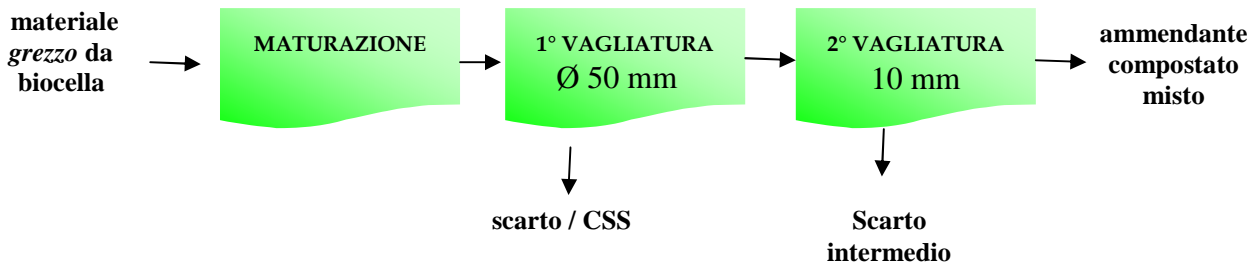 materiale
grezzo da
biocella
MATURAZIONE
1° VAGLIATURA
Ø 50 mm
2° VAGLIATURA
10 mm
ammendante
compostato
misto
scarto / CSS
Scarto
intermedio